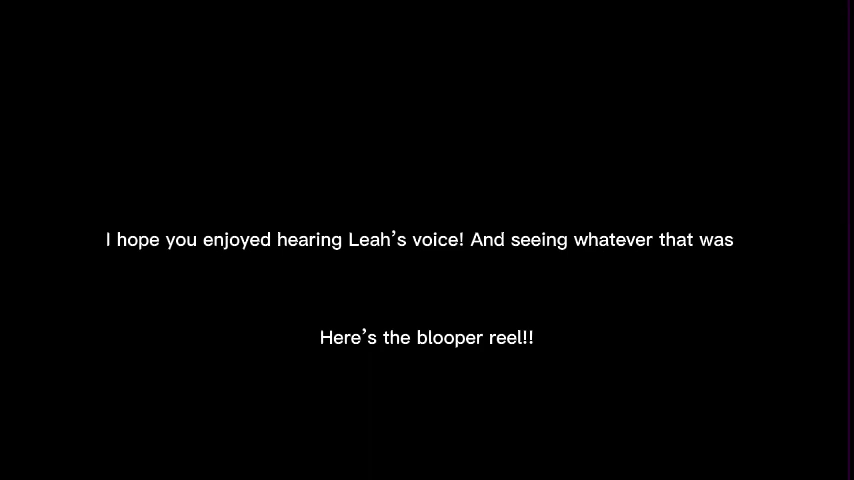 I hope you enjoyed hearing Leah’s voice! And seeing whatever that was
Here’s the blooper reel!!